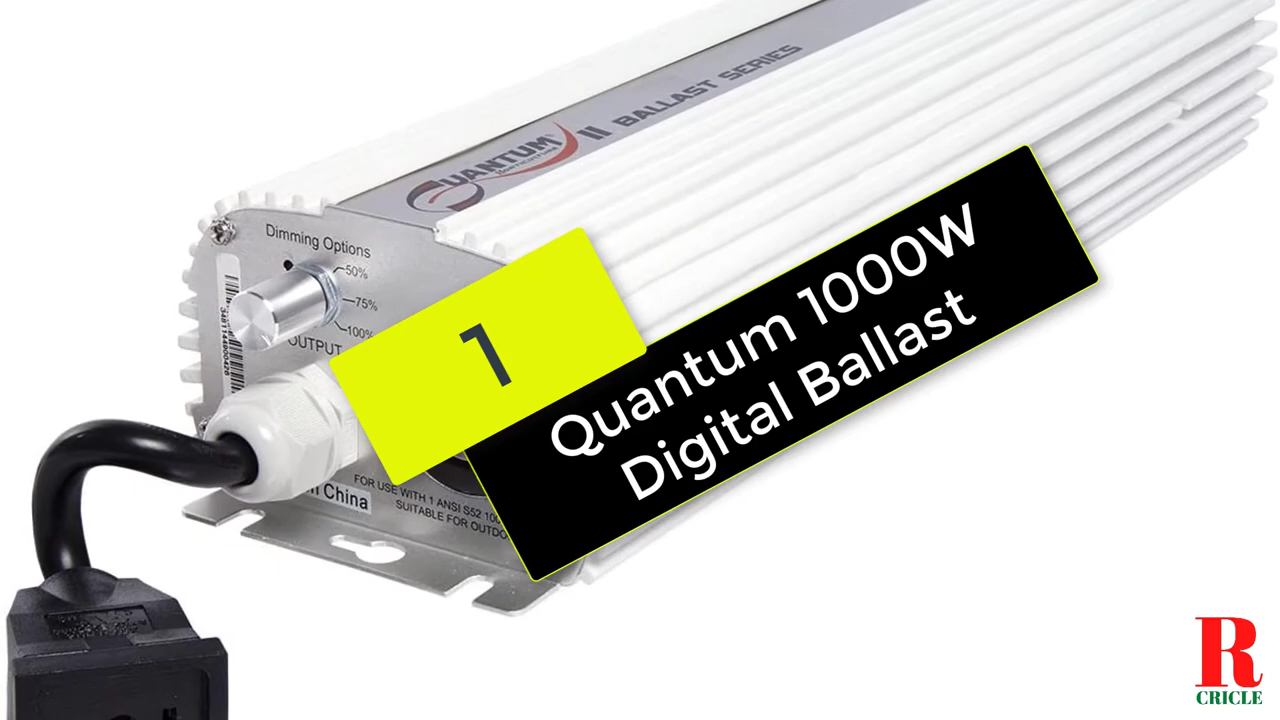 QUANTUM
HORTICULTURE
II BALLAST SERIES
Dimming Options
50%
75%
100%
OUTPUT
1
Quantum 1000W
Digital Ballast
China
FOR USE WITH 1 ANSI S52
SUITABLE FOR
R
CRICLE